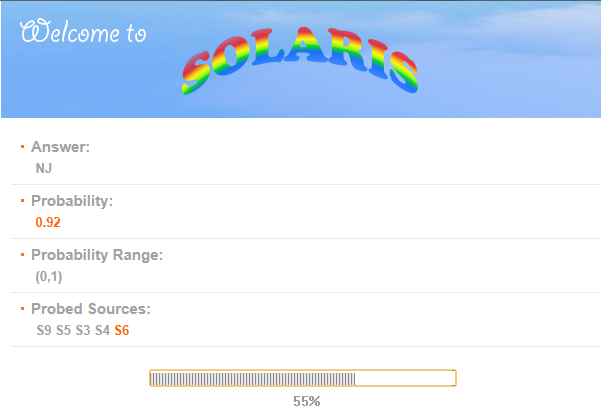 Welcome to
SOLARIS
Answer:
NJ
Probability:
0.92
Probability Range:
(0,1)
Probed Sources:
S9 S5 S3 S4 S6
55%